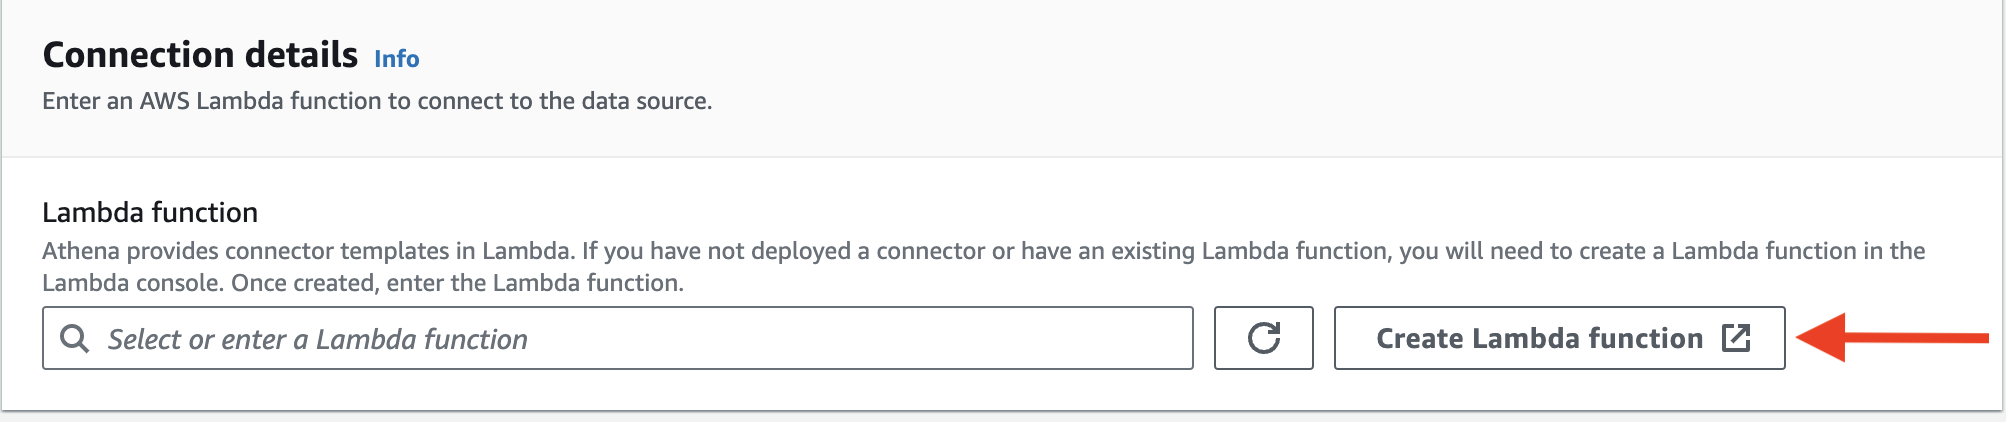 Connection details Info
Enter an AWS Lambda function to connect to the data source.
Lambda function
Athena provides connector templates in Lambda. If you have not deployed a connector or have an existing Lambda function, you will need to create a Lambda function in the
Lambda console. Once created, enter the Lambda function.
Select or enter a Lambda function
Create Lambda function